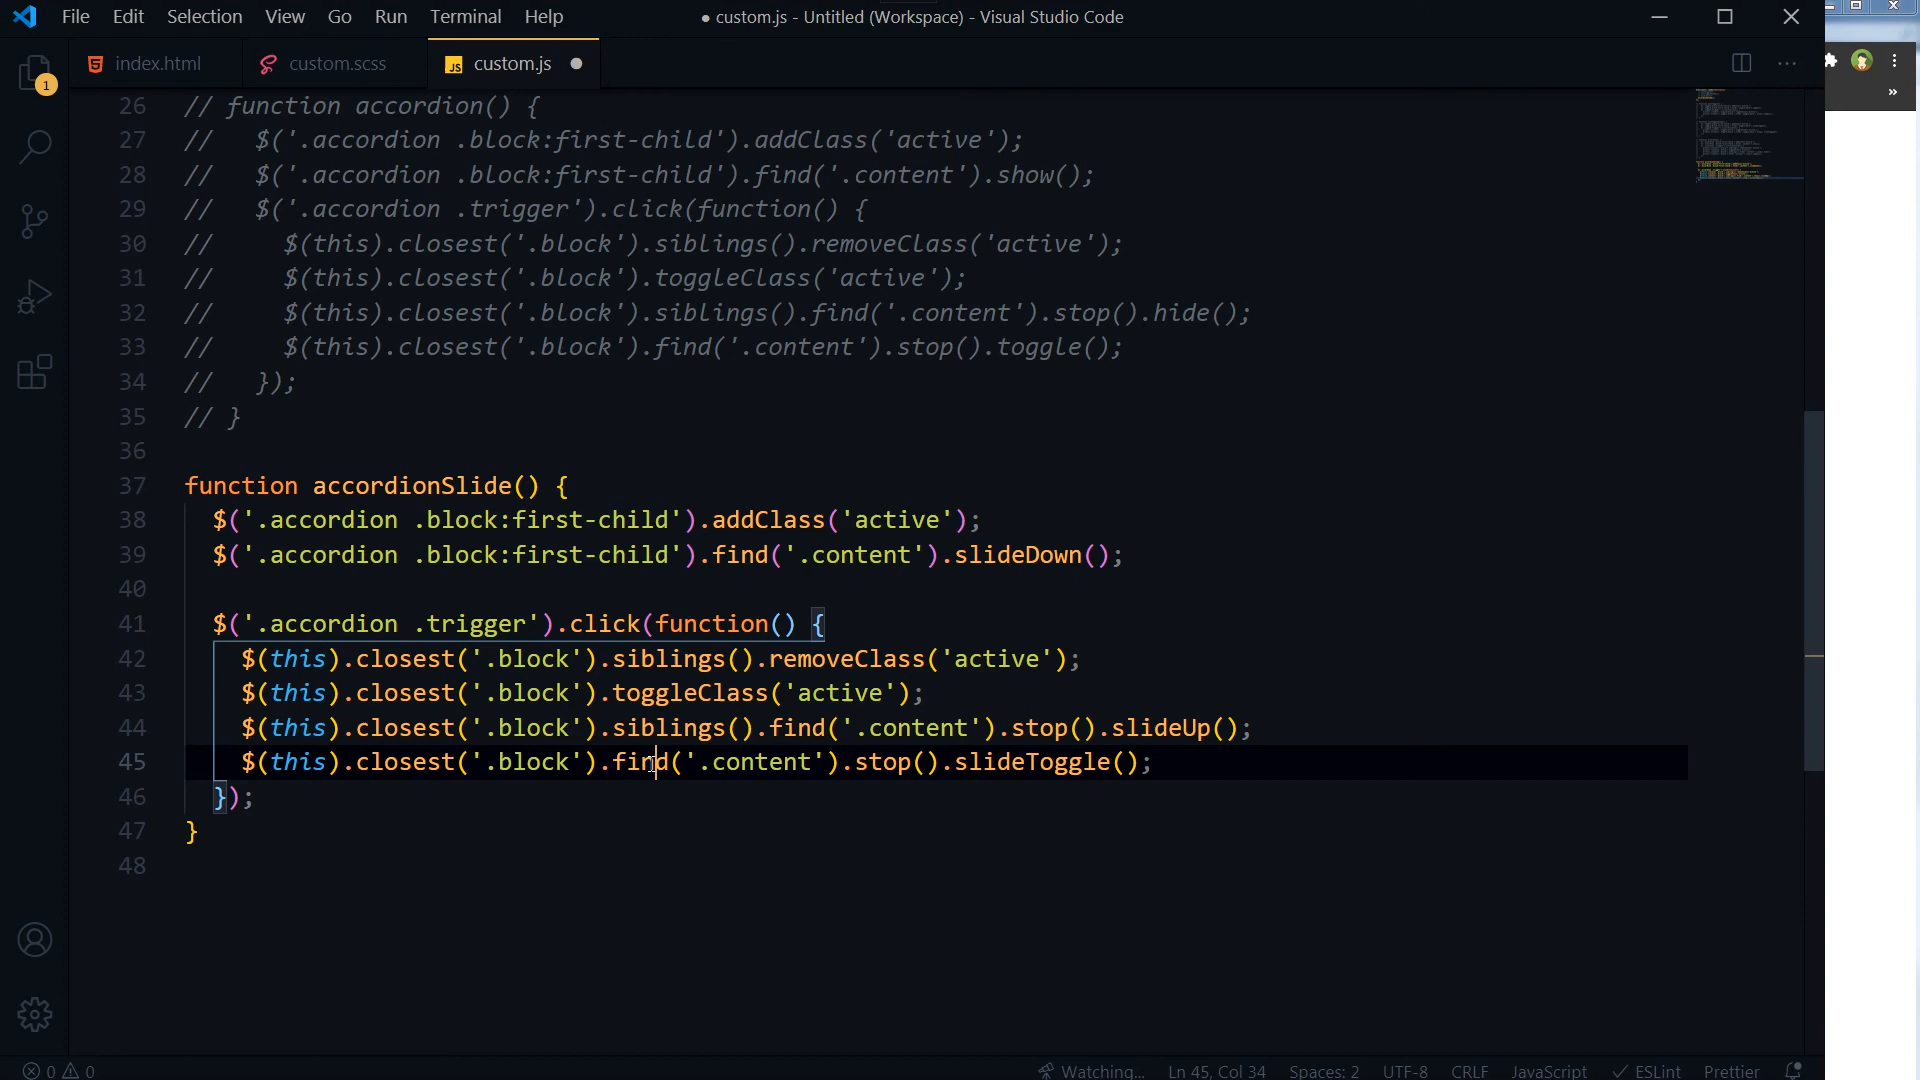 File Edit Selection View Go Run Terminal Help
● custom.js - Untitled (Workspace) - Visual Studio Code
index.html custom.scss JS custom.js
1
26 // function accordion() {
27 //   $('.accordion .block:first-child').addClass('active');
28 //   $('.accordion .block:first-child').find('.content').show();
29 //   $('.accordion .trigger').click(function() {
30 //     $(this).closest('.block').siblings().removeClass('active');
31 //     $(this).closest('.block').toggleClass('active');
32 //     $(this).closest('.block').siblings().find('.content').stop().hide();
33 //     $(this).closest('.block').find('.content').stop().toggle();
34 //   });
35 // }
36
37 function accordionSlide() {
38   $('.accordion .block:first-child').addClass('active');
39   $('.accordion .block:first-child').find('.content').slideDown();
40
41   $('.accordion .trigger').click(function() {
42     $(this).closest('.block').siblings().removeClass('active');
43     $(this).closest('.block').toggleClass('active');
44     $(this).closest('.block').siblings().find('.content').stop().slideUp();
45     $(this).closest('.block').find('.content').stop().slideToggle();
46   });
47 }
48
0 0 Watching... Ln 45, Col 34 Spaces: 2 UTF-8 CRLF JavaScript ESLint Prettier